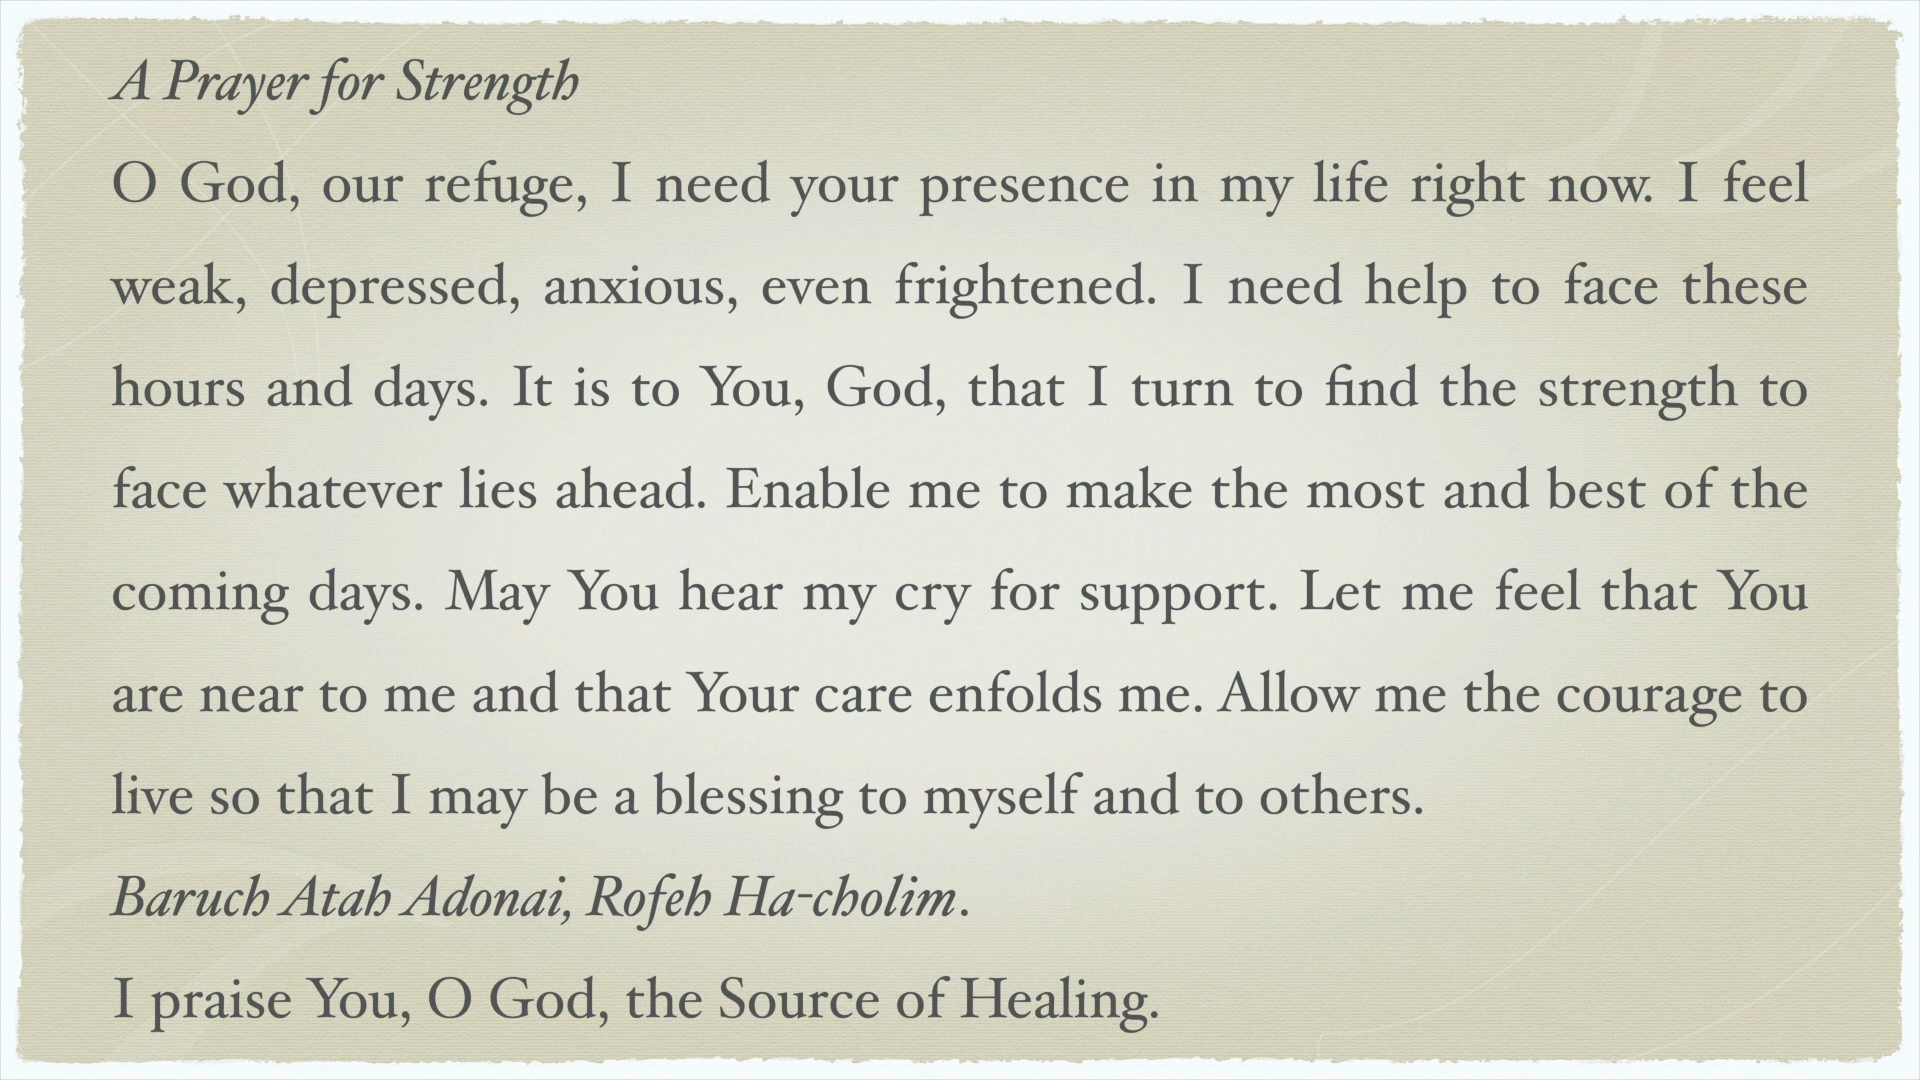 A Prayer for Strength
O God, our refuge, I need your presence in my life right now. I feel
weak, depressed, anxious, even frightened. I need help to face these
hours and days. It is to You, God, that I turn to find the strength to
face whatever lies ahead. Enable me to make the most and best of the
coming days. May You hear my cry for support. Let me feel that You
are near to me and that Your care enfolds me. Allow me the courage to
live so that I may be a blessing to myself and to others.
Baruch Atah Adonai, Rofeh Ha-cholim.
I praise You, O God, the Source of Healing.